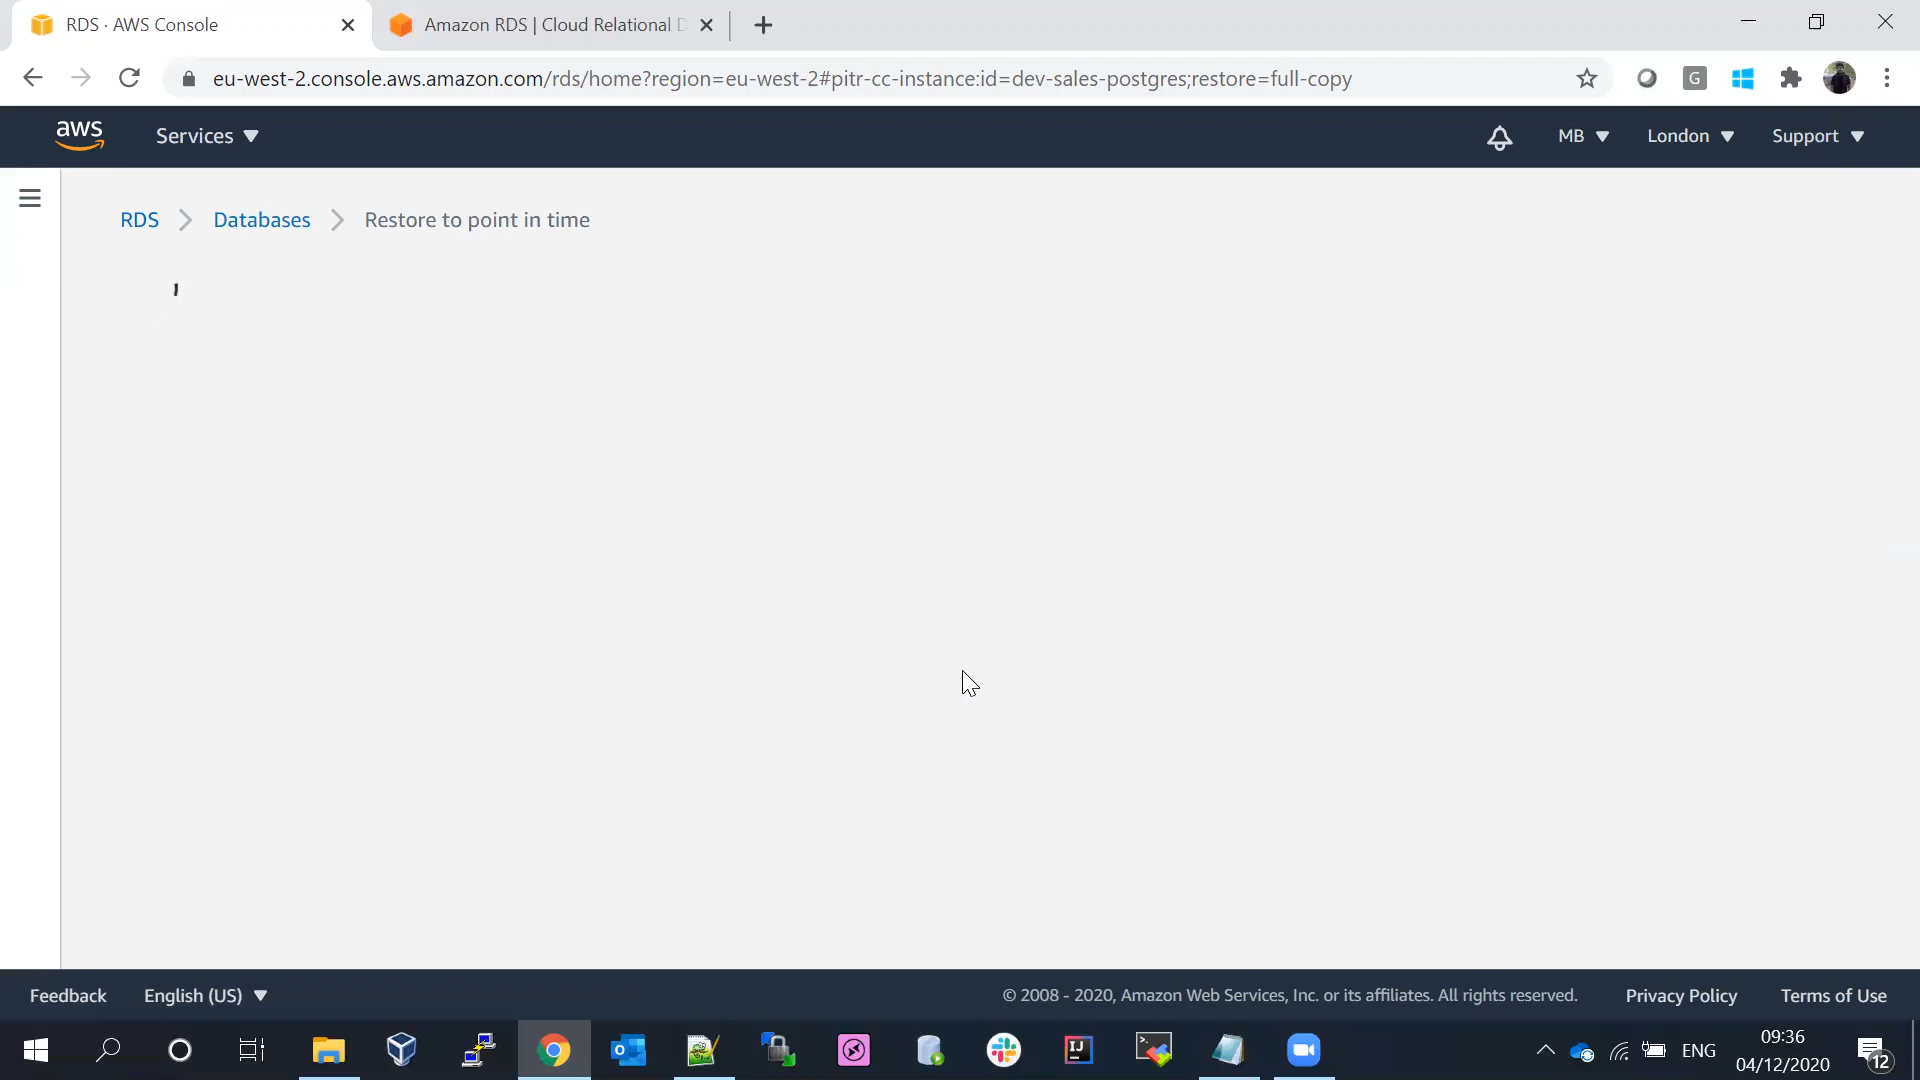 RDS · AWS Console
Amazon RDS | Cloud Relational D
eu-west-2.console.aws.amazon.com/rds/home?region=eu-west-2#pitr-cc-instance:id=dev-sales-postgres;restore=full-copy
G
aws
Services
MB
London
Support
RDS
Databases
Restore to point in time
Feedback
English (US)
© 2008 - 2020, Amazon Web Services, Inc. or its affiliates. All rights reserved.
Privacy Policy
Terms of Use
IJ
ENG
09:36
04/12/2020
12